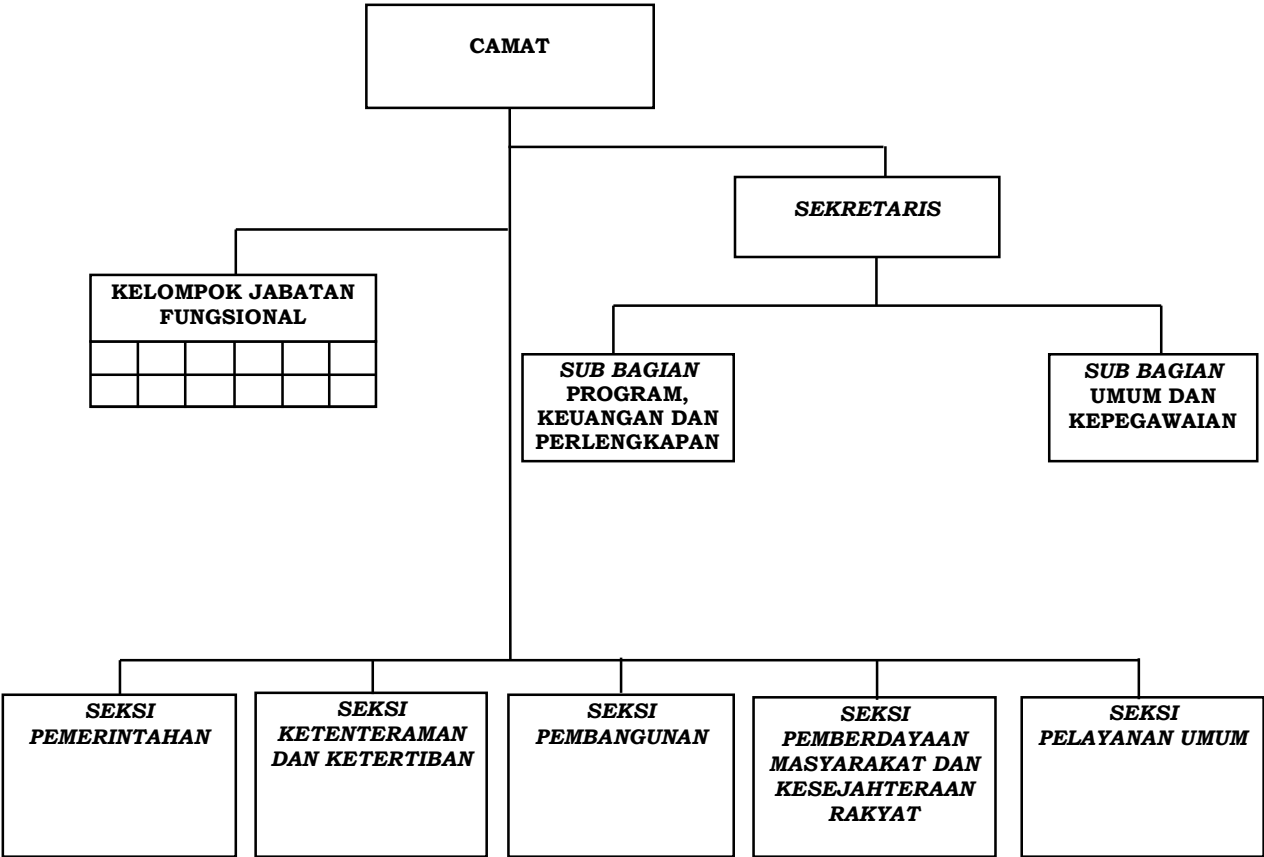 CAMAT
SEKRETARIS
KELOMPOK JABATAN
FUNGSIONAL
SUB BAGIAN
PROGRAM,
KEUANGAN DAN
PERLENGKAPAN
SUB BAGIAN
UMUM DAN
KEPEGAWAIAN
SEKSI
PEMERINTAHAN
SEKSI
KETENTERAMAN
DAN KETERTIBAN
SEKSI
PEMBANGUNAN
SEKSI
PEMBERDAYAAN
MASYARAKAT DAN
KESEJAHTERAAN
RAKYAT
SEKSI
PELAYANAN UMUM